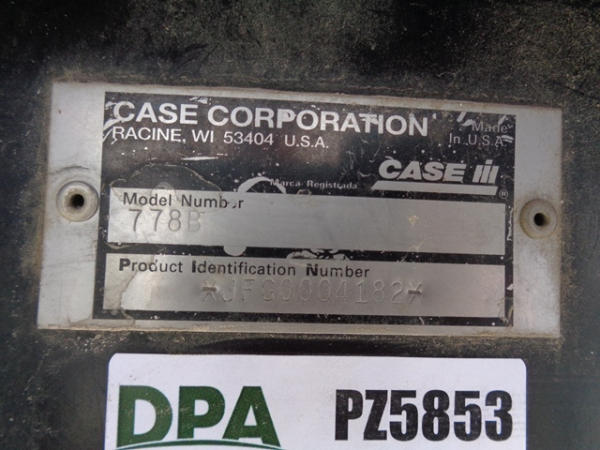 CASE CORPORATION
RACINE, WI 53404 U.S.A.
Made
In U.S.A.
Marca Registrada
CASE IH
®
Model Number
778B
Product Identification Number
*JFG0004182*
DPA PZ5853